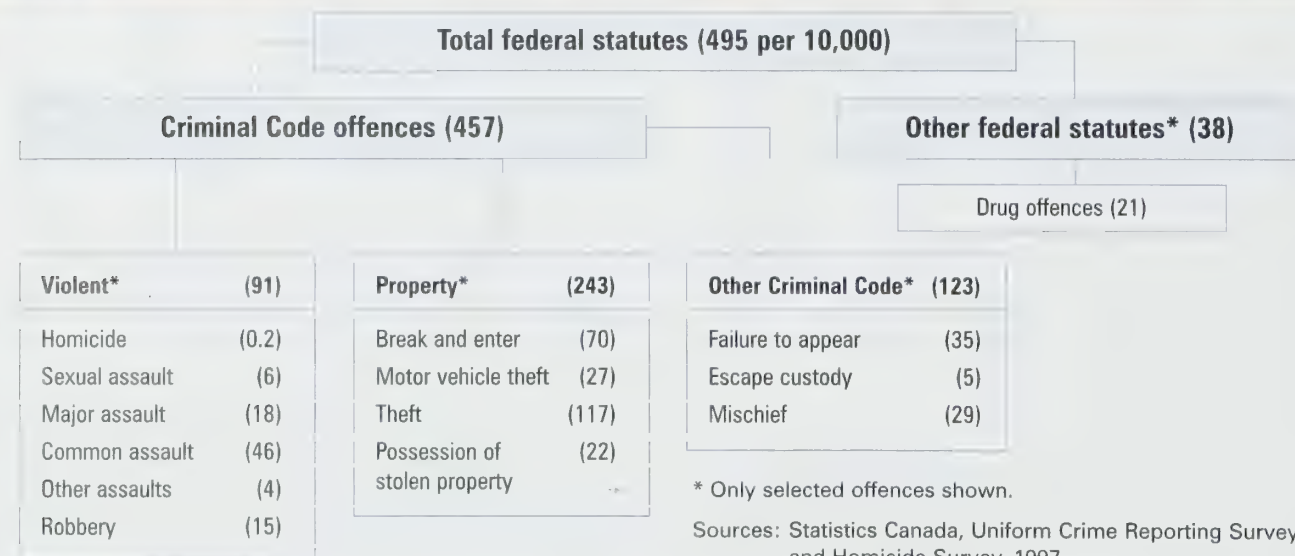 Total federal statutes (495 per 10,000)
Criminal Code offences (457)
Other federal statutes* (38)
Drug offences (21)
Violent* (91)
Homicide (0.2)
Sexual assault (6)
Major assault (18)
Common assault (46)
Other assaults (4)
Robbery (15)
Property* (243)
Break and enter (70)
Motor vehicle theft (27)
Theft (117)
Possession of (22)
stolen property
Other Criminal Code* (123)
Failure to appear (35)
Escape custody (5)
Mischief (29)
* Only selected offences shown.
Sources: Statistics Canada, Uniform Crime Reporting Survey
and Homicide Survey, 1997